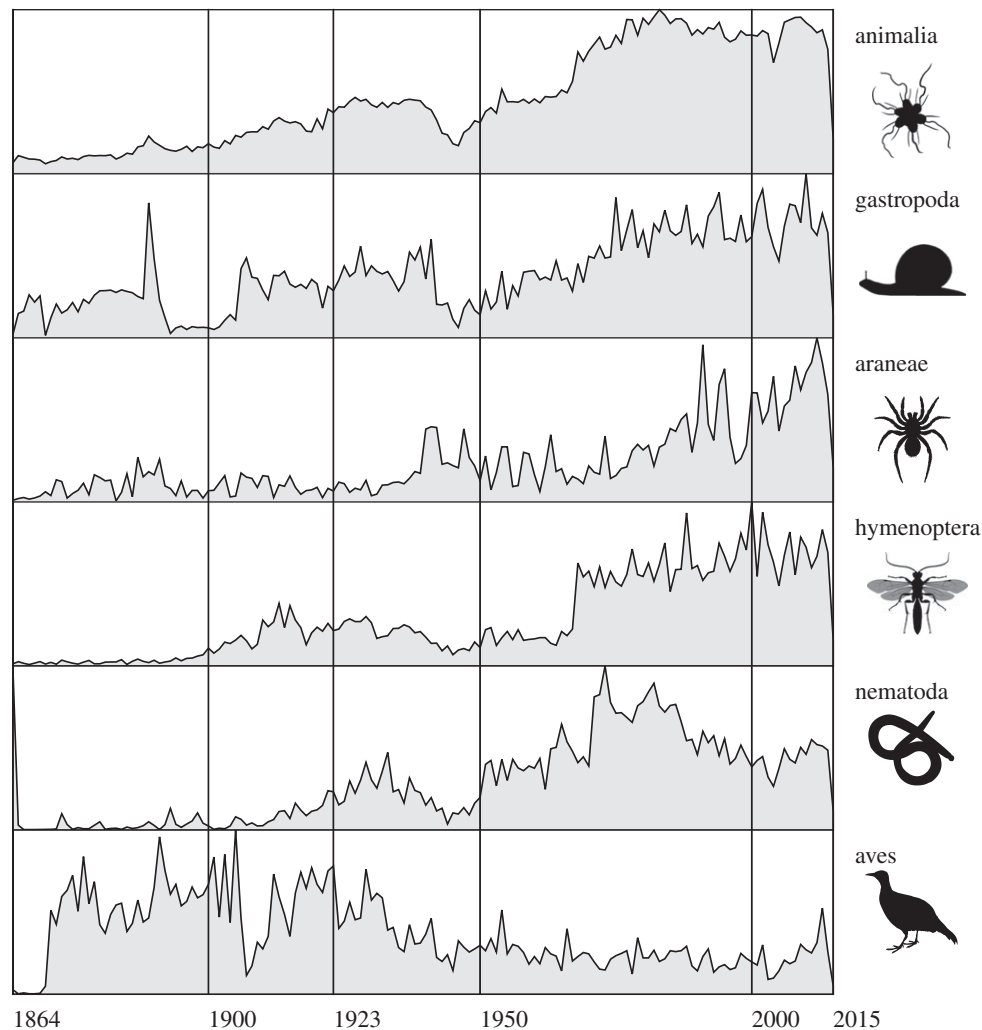 animalia
gastropoda
araneae
hymenoptera
nematoda
aves
1864 1900 1923 1950 2000 2015